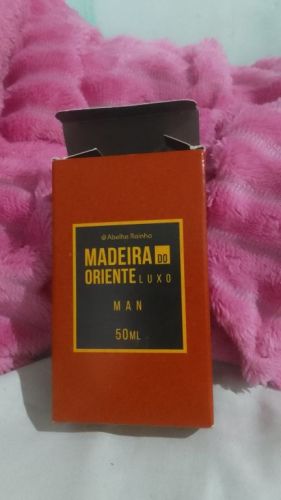 @Abelha Rainha
MADEIRA DO
ORIENTE LUXO
MAN
50ML